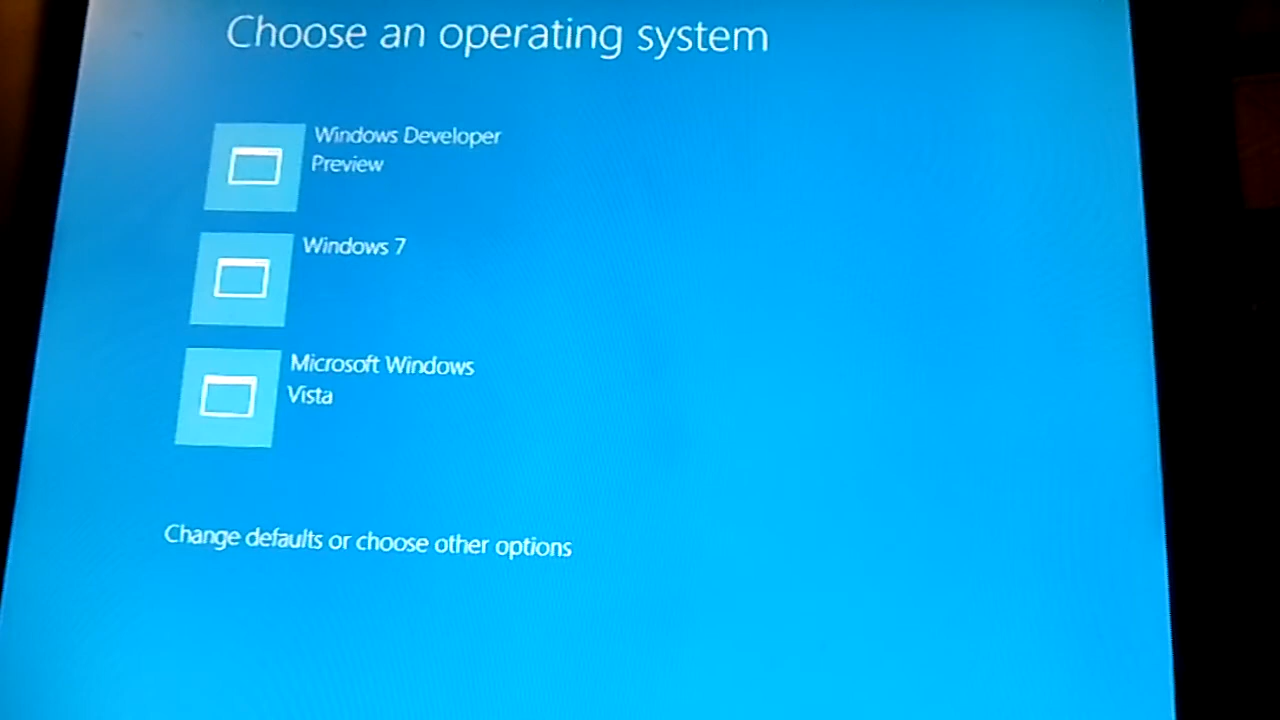 Choose an operating system
Windows Developer
Preview
Windows 7
Microsoft Windows
Vista
Change defaults or choose other options